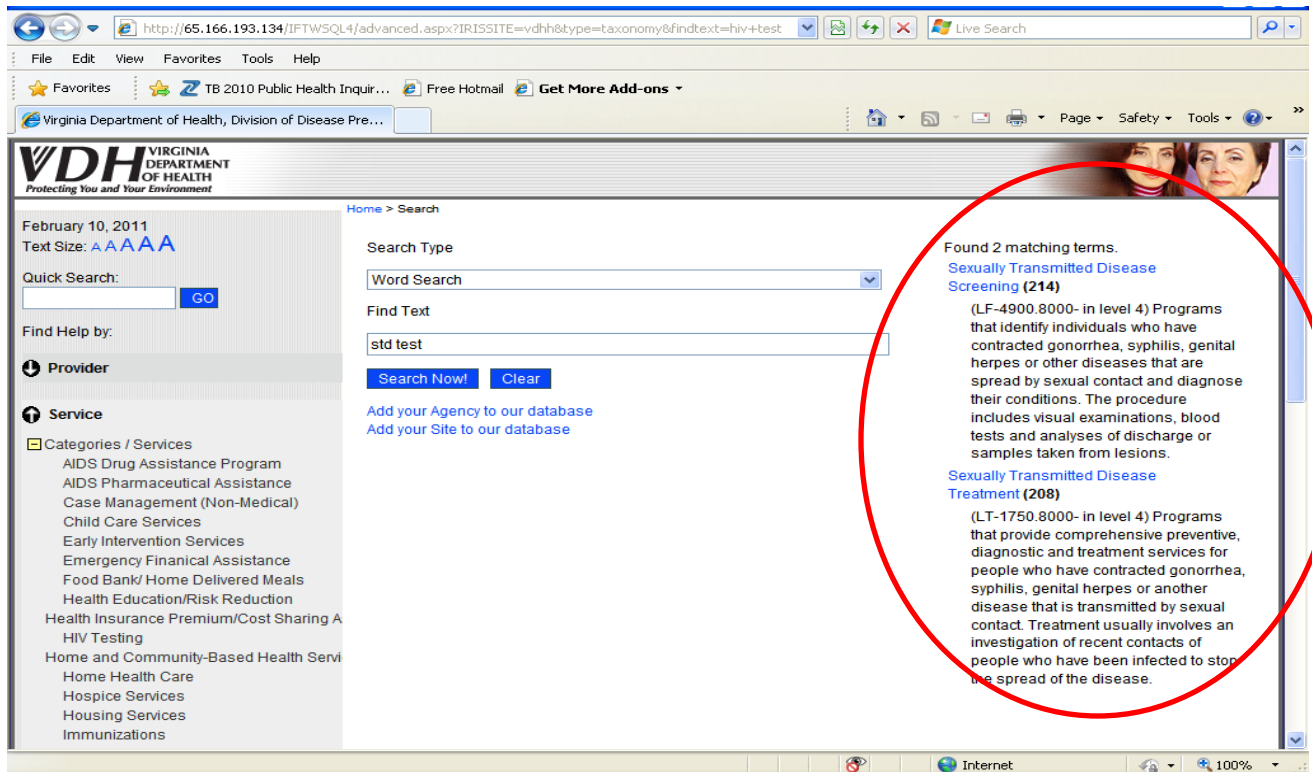 http://65.166.193.134/IFTWSQL4/advanced.aspx?IRISSITE=vdhh&type=taxonomy&findtext=hiv+test
Live Search
File Edit View Favorites Tools Help
Favorites
TB 2010 Public Health Inquir...
Free Hotmail
Get More Add-ons
Virginia Department of Health, Division of Disease Pre...
Page
Safety
Tools
VDH VIRGINIA
DEPARTMENT
OF HEALTH
Protecting You and Your Environment
February 10, 2011
Text Size: A A A A A
Quick Search:
GO
Find Help by:
Provider
Service
Categories / Services
AIDS Drug Assistance Program
AIDS Pharmaceutical Assistance
Case Management (Non-Medical)
Child Care Services
Early Intervention Services
Emergency Finanical Assistance
Food Bank/ Home Delivered Meals
Health Education/Risk Reduction
Health Insurance Premium/Cost Sharing A
HIV Testing
Home and Community-Based Health Servi
Home Health Care
Hospice Services
Housing Services
Immunizations
Home > Search
Search Type
Word Search
Find Text
std test
Search Now! Clear
Add your Agency to our database
Add your Site to our database
Found 2 matching terms.
Sexually Transmitted Disease
Screening (214)
(LF-4900.8000- in level 4) Programs
that identify individuals who have
contracted gonorrhea, syphilis, genital
herpes or other diseases that are
spread by sexual contact and diagnose
their conditions. The procedure
includes visual examinations, blood
tests and analyses of discharge or
samples taken from lesions.
Sexually Transmitted Disease
Treatment (208)
(LT-1750.8000- in level 4) Programs
that provide comprehensive preventive,
diagnostic and treatment services for
people who have contracted gonorrhea,
syphilis, genital herpes or another
disease that is transmitted by sexual
contact. Treatment usually involves an
investigation of recent contacts of
people who have been infected to stop
the spread of the disease.
Internet
100%